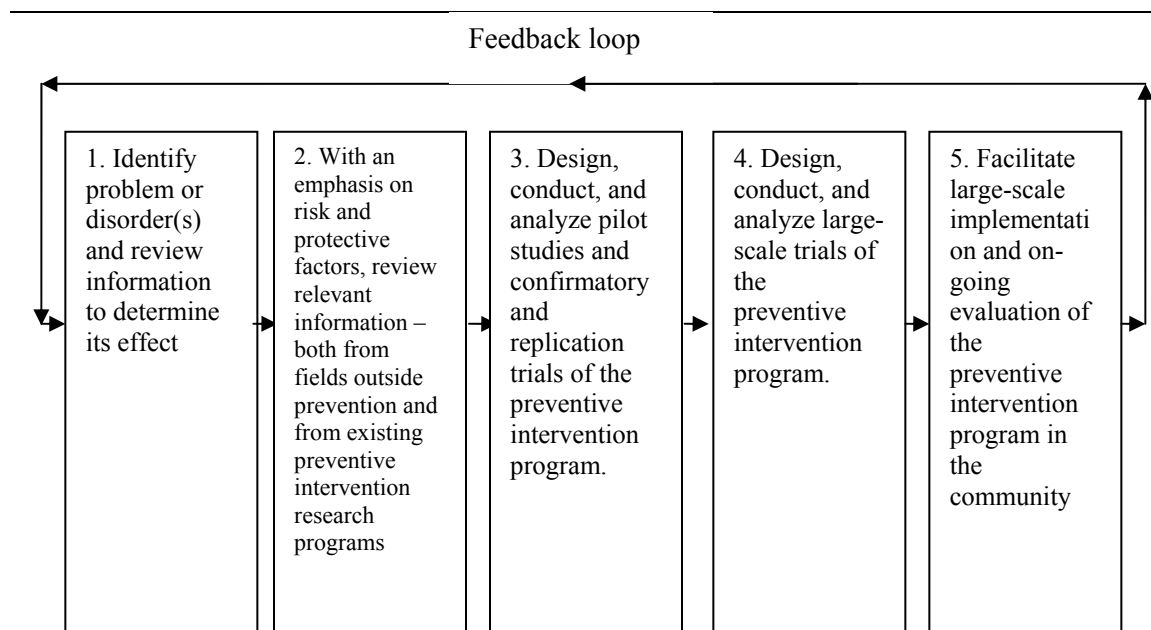 Feedback loop
1. Identify
problem or
disorder(s)
and review
information
to determine
its effect
2. With an
emphasis on
risk and
protective
factors, review
relevant
information –
both from
fields outside
prevention and
from existing
preventive
intervention
research
programs
3. Design,
conduct, and
analyze pilot
studies and
confirmatory
and
replication
trials of the
preventive
intervention
program.
4. Design,
conduct, and
analyze large-
scale trials of
the
preventive
intervention
program.
5. Facilitate
large-scale
implementati
on and on-
going
evaluation of
the
preventive
intervention
program in
the
community